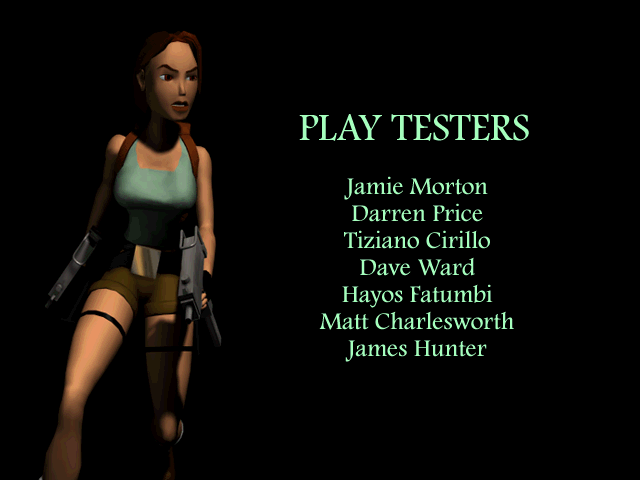 PLAY TESTERS
Jamie Morton
Darren Price
Tiziano Cirillo
Dave Ward
Hayos Fatumbi
Matt Charlesworth
James Hunter